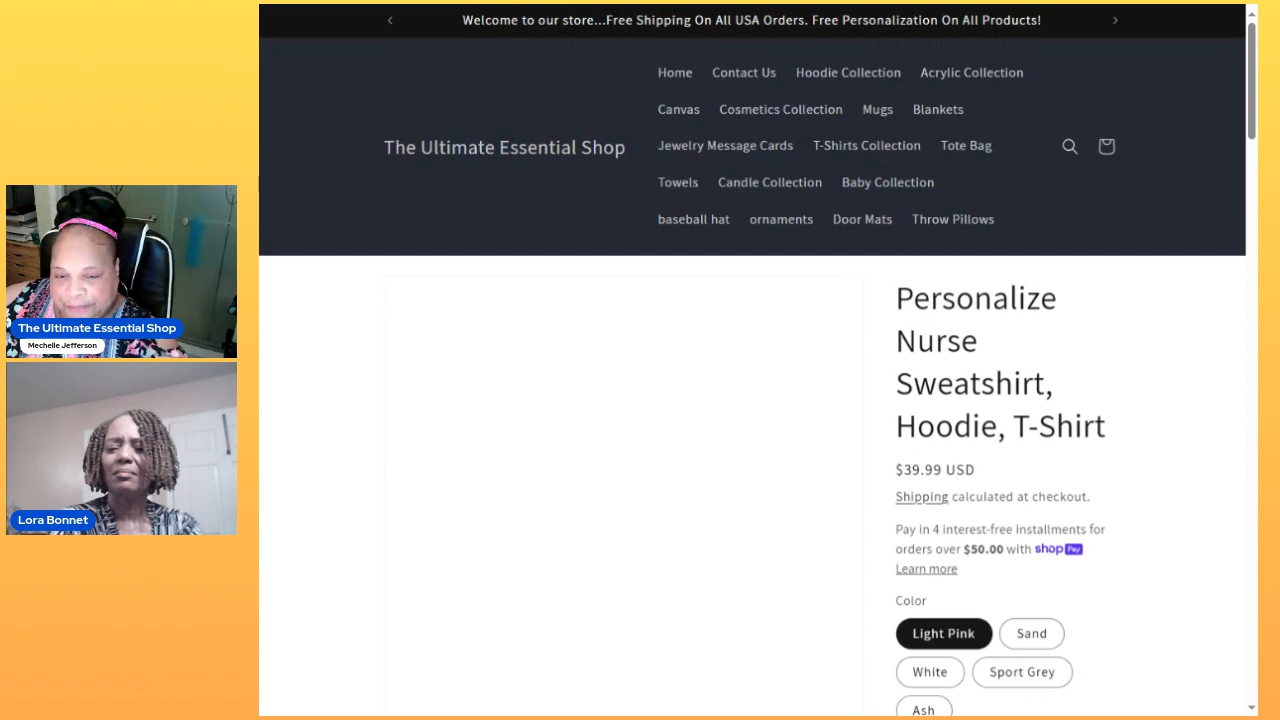 Welcome to our store...Free Shipping On All USA Orders. Free Personalization On All Products!
The Ultimate Essential Shop
Home Contact Us Hoodie Collection Acrylic Collection
Canvas Cosmetics Collection Mugs Blankets
Jewelry Message Cards T-Shirts Collection Tote Bag
Towels Candle Collection Baby Collection
baseball hat ornaments Door Mats Throw Pillows
The Ultimate Essential Shop
Mechelle Jefferson
Lora Bonnet
Personalize
Nurse
Sweatshirt,
Hoodie, T-Shirt
$39.99 USD
Shipping calculated at checkout.
Pay in 4 interest-free installments for
orders over $50.00 with shop Pay
Learn more
Color
Light Pink Sand
White Sport Grey
Ash